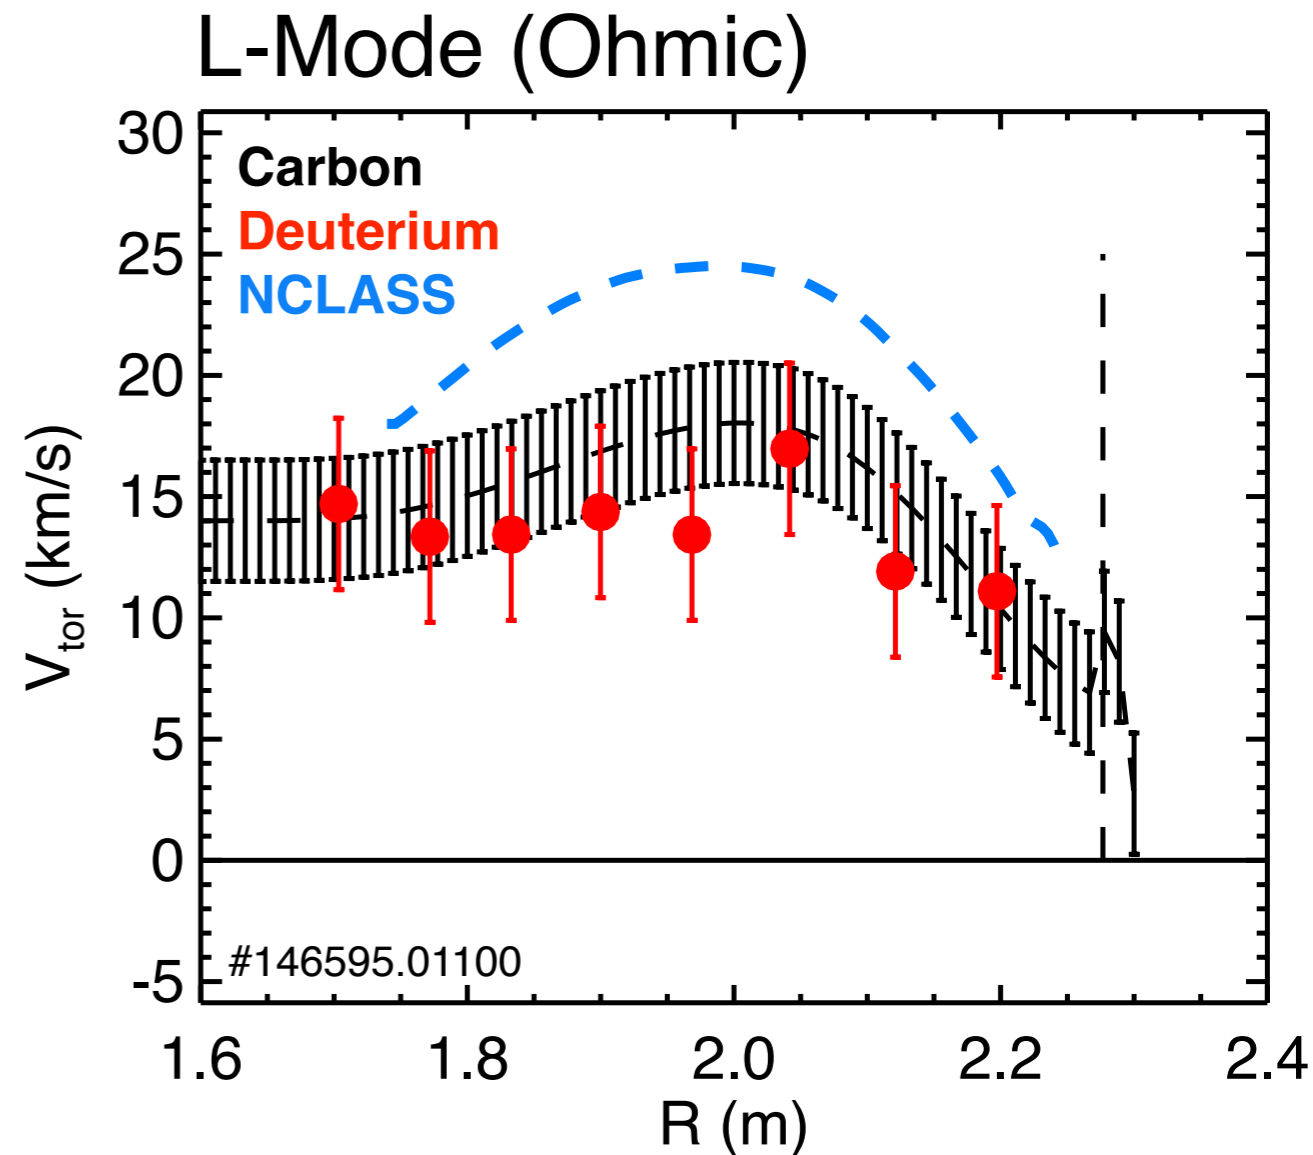 L-Mode (Ohmic)
30
25
20
15
10
5
0
-5
V_tor (km/s)
Carbon
Deuterium
NCLASS
#146595.01100
1.6 1.8 2.0 2.2 2.4
R (m)